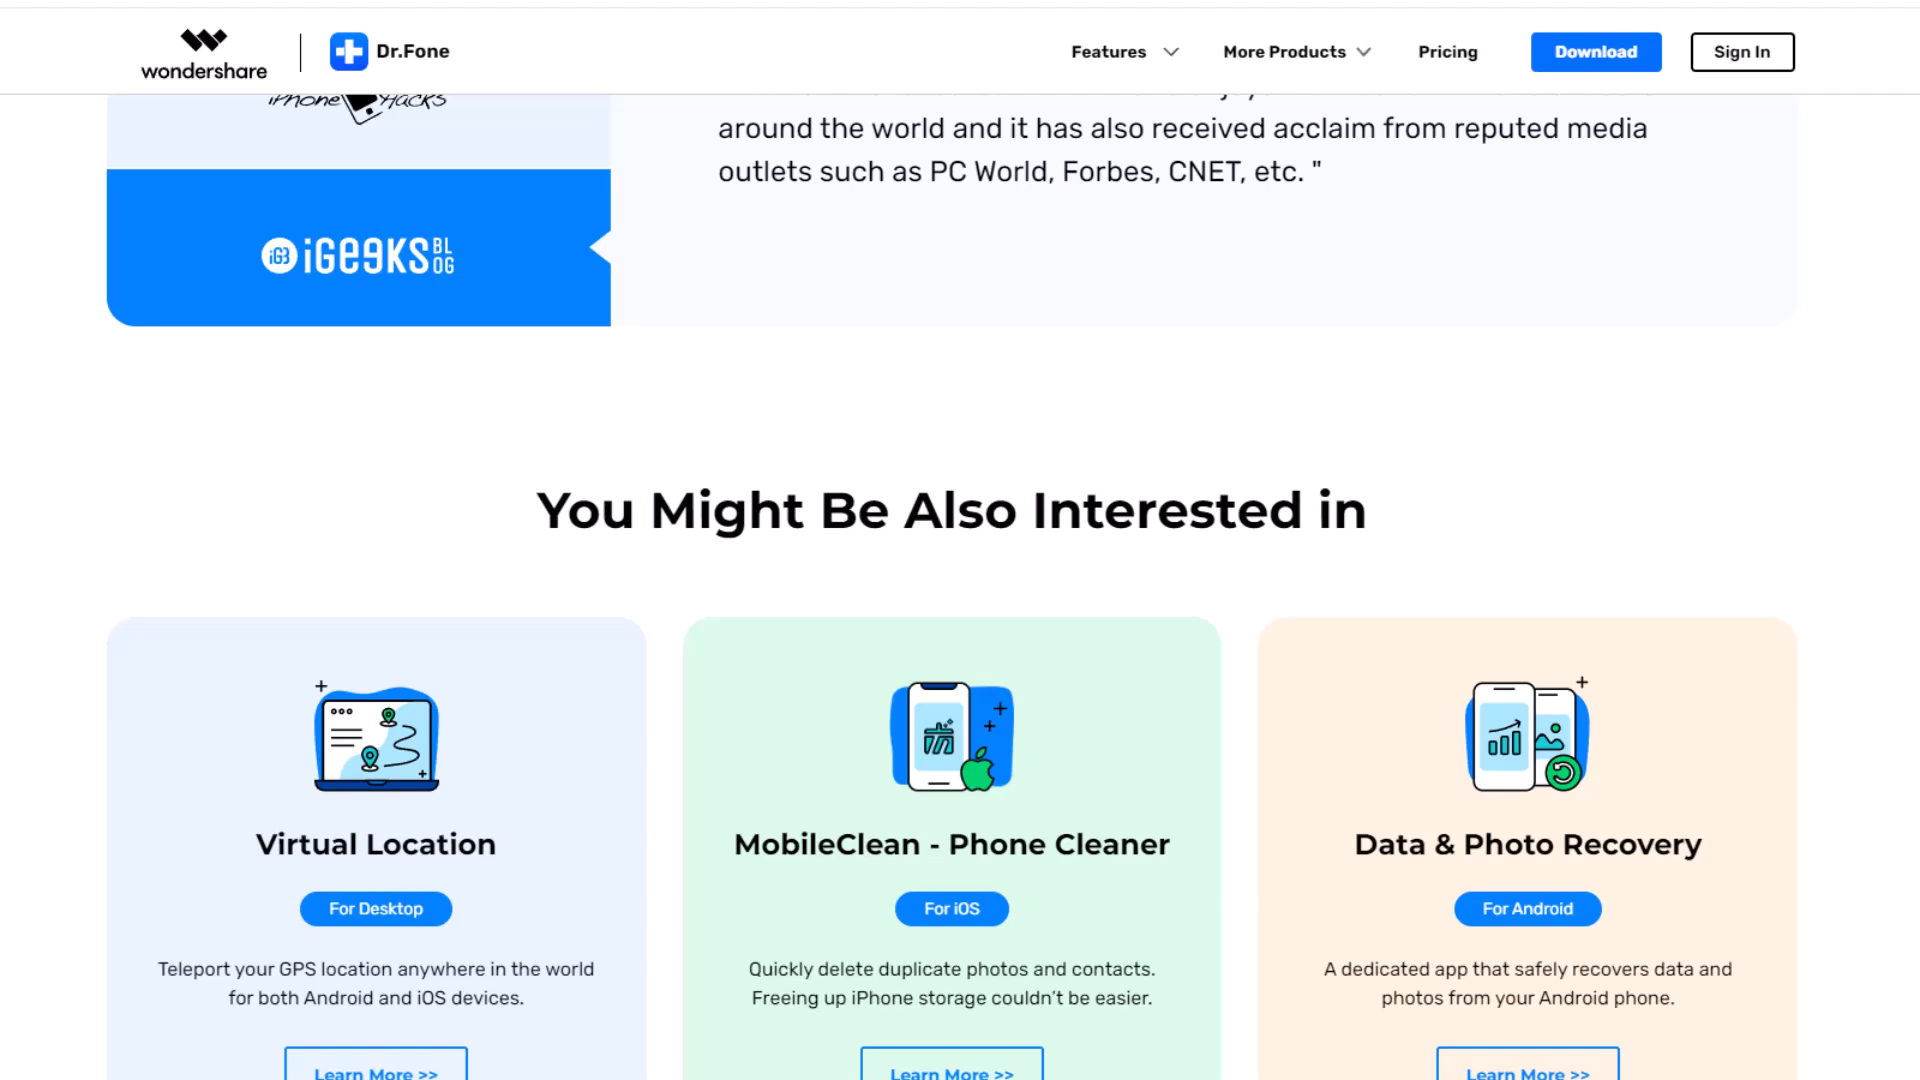 wondershare
Dr.Fone
Features
More Products
Pricing
Download
Sign In
iPhone Hacks
around the world and it has also received acclaim from reputed media
outlets such as PC World, Forbes, CNET, etc. "
iGB iGeeksBLOG
You Might Be Also Interested in
Virtual Location
For Desktop
Teleport your GPS location anywhere in the world
for both Android and iOS devices.
Learn More >>
MobileClean - Phone Cleaner
For iOS
Quickly delete duplicate photos and contacts.
Freeing up iPhone storage couldn’t be easier.
Learn More >>
Data & Photo Recovery
For Android
A dedicated app that safely recovers data and
photos from your Android phone.
Learn More >>